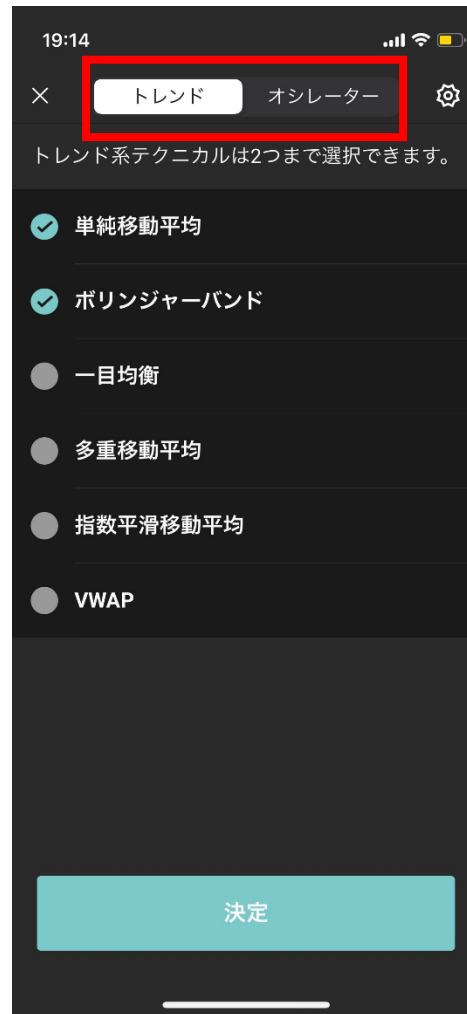 19:14
トレンド オシレーター
トレンド系テクニカルは2つまで選択できます。
単純移動平均
ボリンジャーバンド
一目均衡
多重移動平均
指数平滑移動平均
VWAP
決定